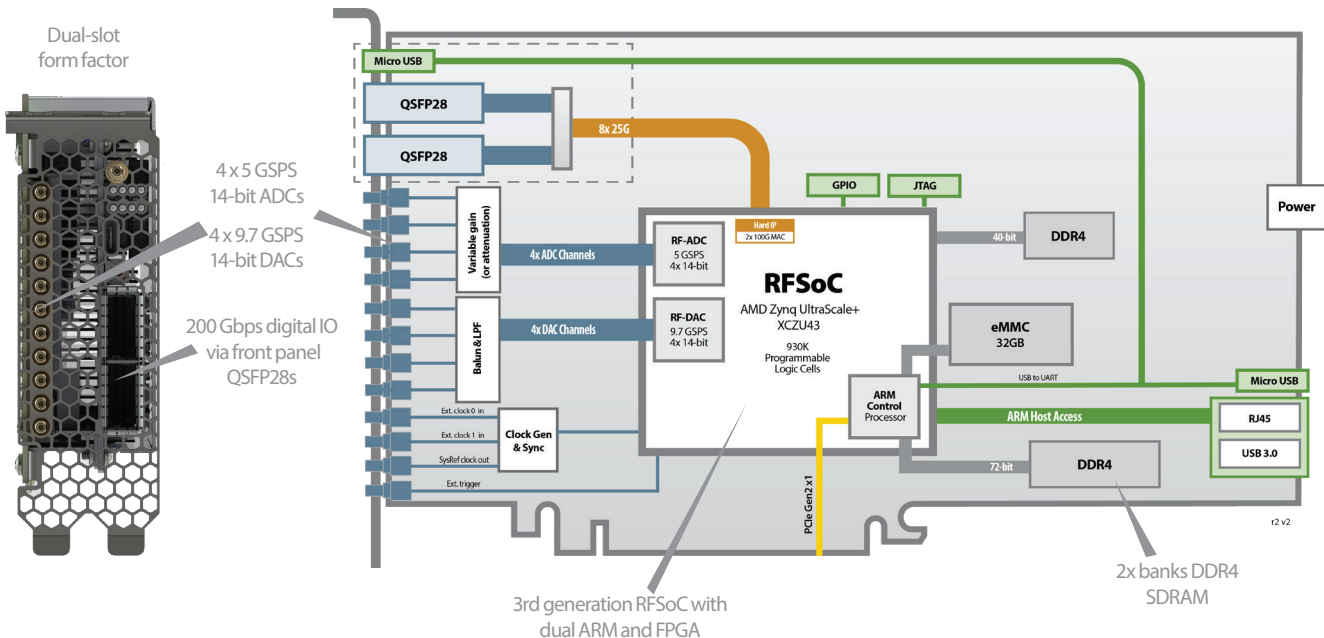 Dual-slot
form factor
4 x 5 GSPS
14-bit ADCs
4 x 9.7 GSPS
14-bit DACs
200 Gbps digital IO
via front panel
QSFP28s
Micro USB
QSFP28
QSFP28
8x 25G
GPIO
JTAG
Power
Variable gain
(or attenuation)
4x ADC Channels
RF-ADC
5 GSPS
4x 14-bit
Hard IP
2x 100G MAC
40-bit
DDR4
RFSoC
AMD Zynq UltraScale+
XCZU43
930K
Programmable
Logic Cells
Balun & LPF
4x DAC Channels
RF-DAC
9.7 GSPS
4x 14-bit
eMMC
32GB
USB to UART
Micro USB
ARM
Control
Processor
ARM Host Access
RJ45
USB 3.0
Ext. clock 0 in
Ext. clock 1 in
SysRef clock out
Ext. trigger
Clock Gen
& Sync
72-bit
DDR4
PCIe Gen2 x1
r2 v2
3rd generation RFSoC with
dual ARM and FPGA
2x banks DDR4
SDRAM